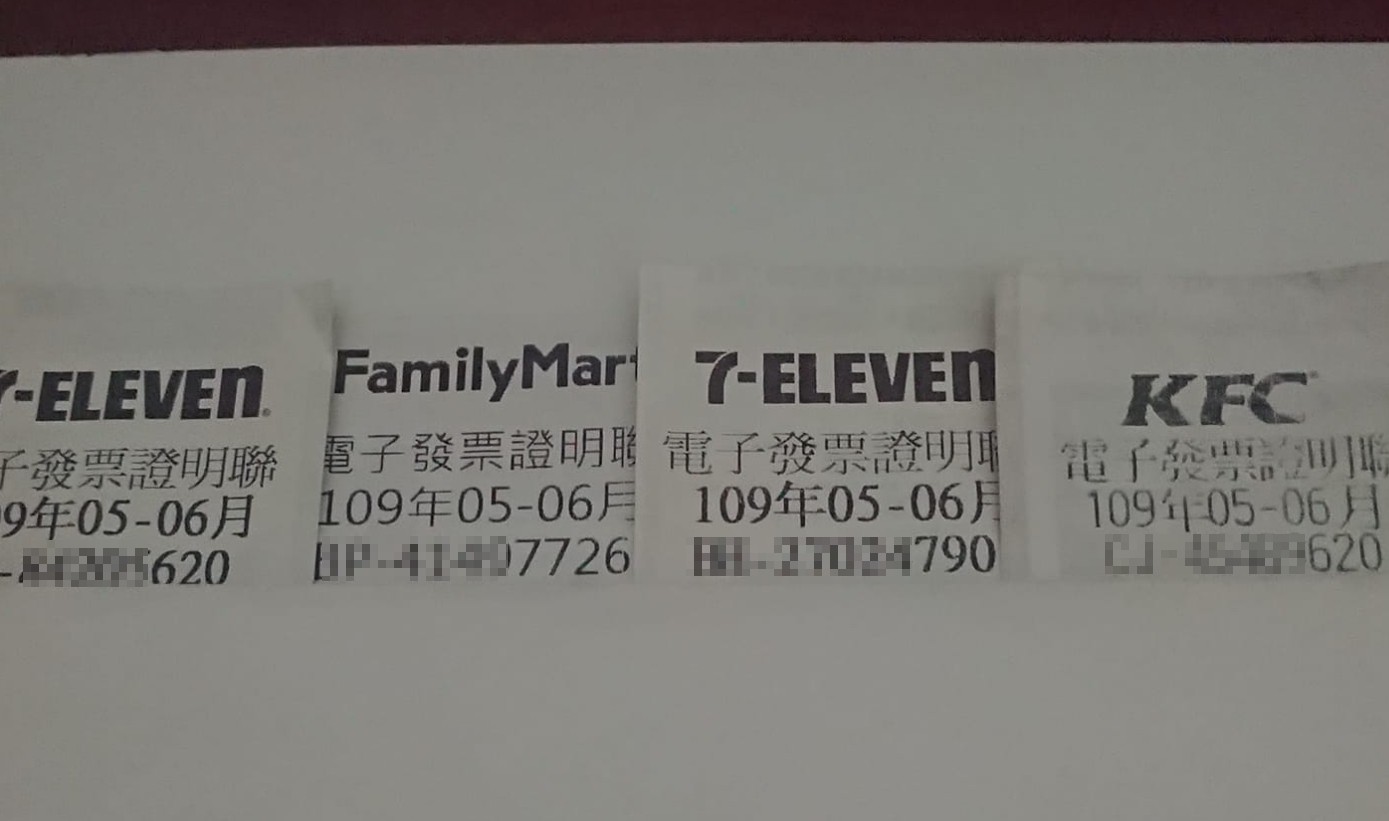 -ELEVEN
子發票證明聯
9年05-06月
620
FamilyMar
電子發票證明聯
109年05-06月
7726
7-ELEVEN
電子發票證明
109年05-06月
790
KFC
電子發票證明聯
109年05-06月
620